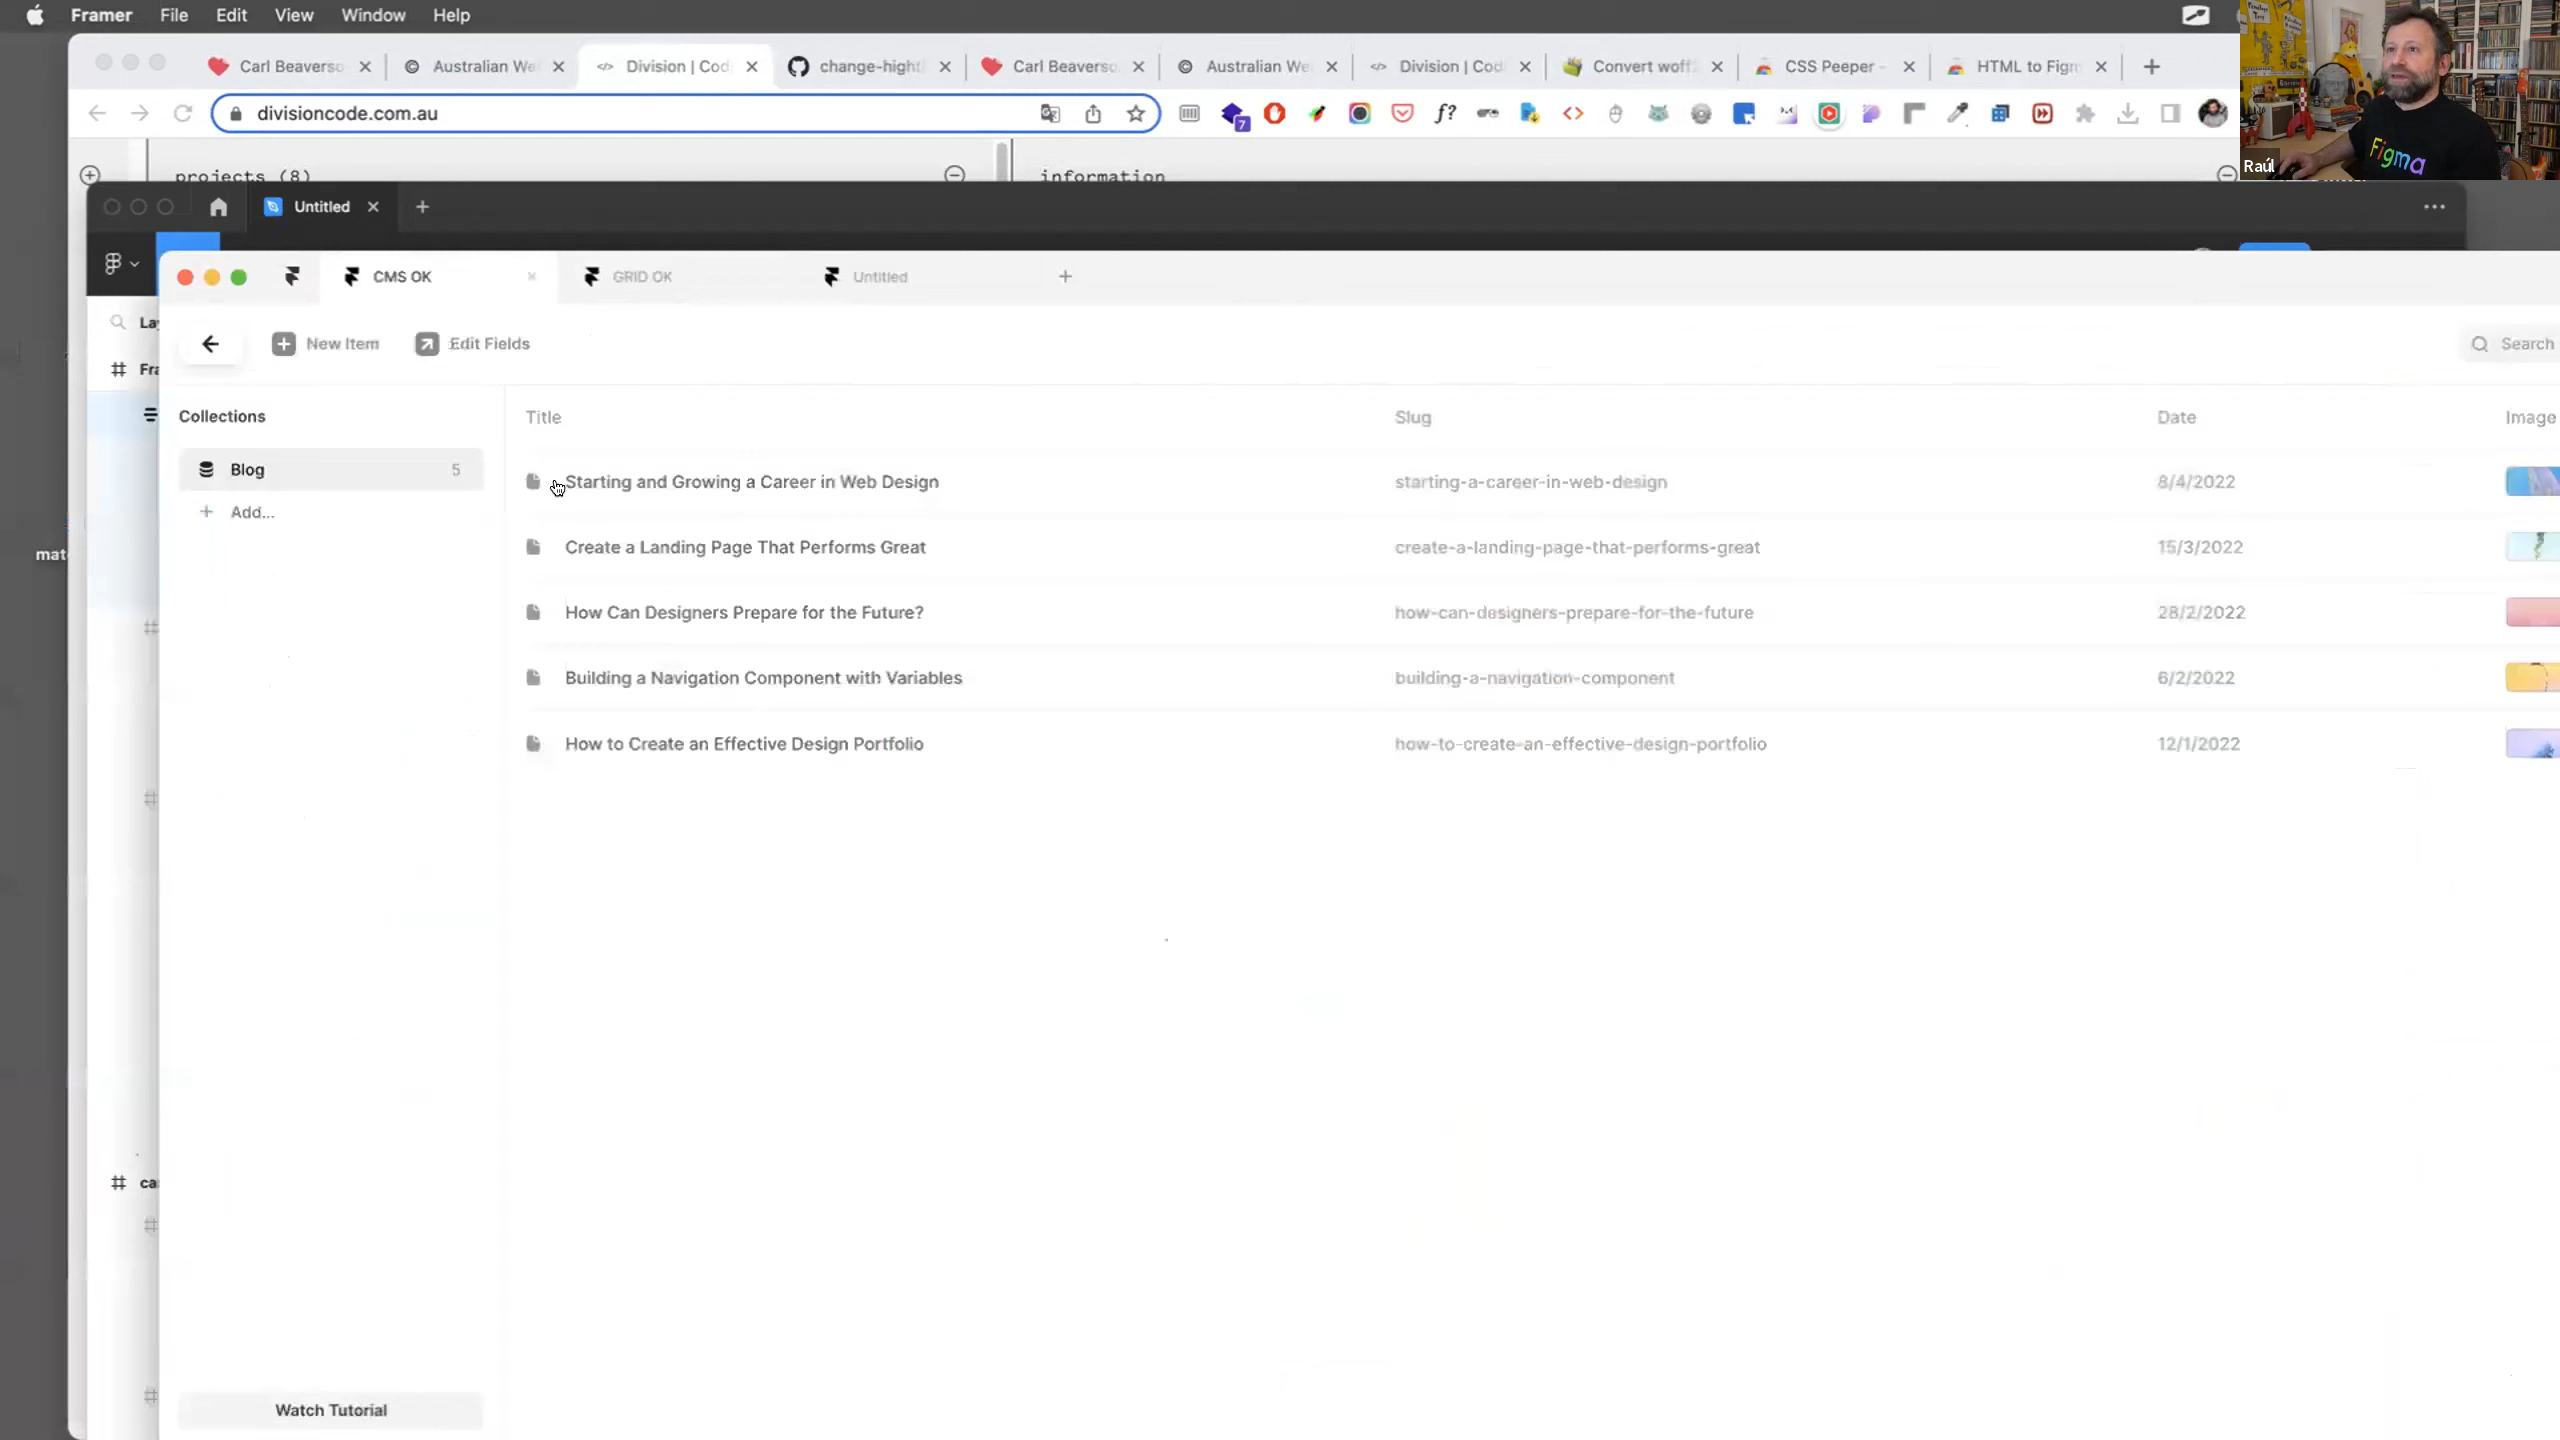 Framer File Edit View Window Help
Carl Beaverso Australian We Division | Cod change-hight Carl Beaverso Australian We Division | Cod Convert woff CSS Peeper - HTML to Figm
divisioncode.com.au
f?
7
Figma
Raúl
projects (8) information
Untitled
CMS OK GRID OK Untitled
Lay
New Item Edit Fields Search
Fra
Collections Title Slug Date Image
Blog 5 Starting and Growing a Career in Web Design starting-a-career-in-web-design 8/4/2022
Add...
mat Create a Landing Page That Performs Great create-a-landing-page-that-performs-great 15/3/2022
How Can Designers Prepare for the Future? how-can-designers-prepare-for-the-future 28/2/2022
Building a Navigation Component with Variables building-a-navigation-component 6/2/2022
How to Create an Effective Design Portfolio how-to-create-an-effective-design-portfolio 12/1/2022
ca
Watch Tutorial